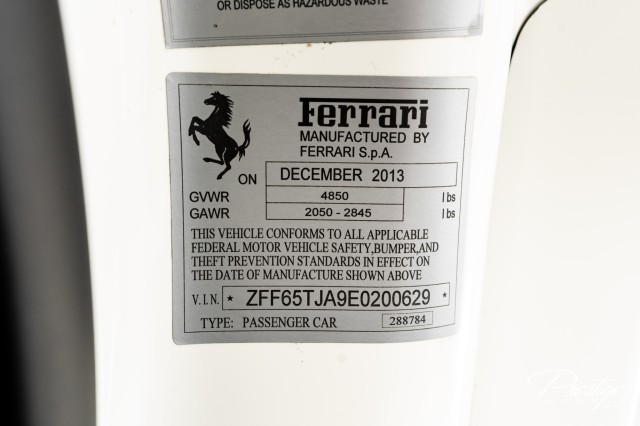 OR DISPOSE AS HAZARDOUS WASTE
Ferrari
MANUFACTURED BY
FERRARI S.p.A.
ON DECEMBER 2013
GVWR 4850 lbs
GAWR 2050 - 2845 lbs
THIS VEHICLE CONFORMS TO ALL APPLICABLE
FEDERAL MOTOR VEHICLE SAFETY,BUMPER,AND
THEFT PREVENTION STANDARDS IN EFFECT ON
THE DATE OF MANUFACTURE SHOWN ABOVE
V.I.N. * ZFF65TJA9E0200629 *
TYPE: PASSENGER CAR 288784
Prestige